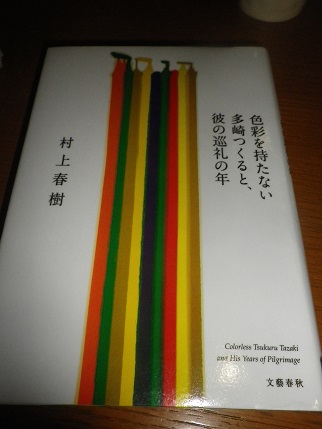 色彩を持たない
多崎つくると、
彼の巡礼の年
村上春樹
Colorless Tsukuru Tazaki
and His Years of Pilgrimage
文藝春秋